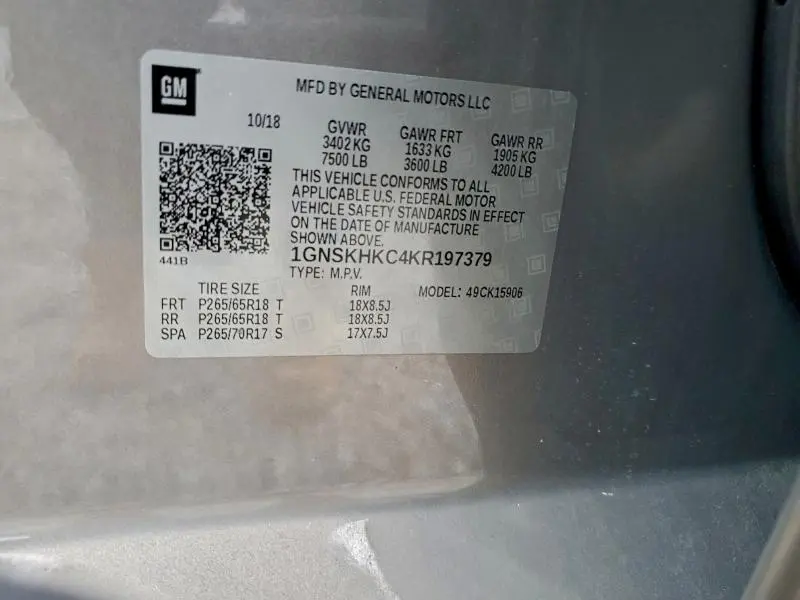 GM
MFD BY GENERAL MOTORS LLC
10/18
GVWR GAWR FRT GAWR RR
3402 KG 1633 KG 1905 KG
7500 LB 3600 LB 4200 LB
THIS VEHICLE CONFORMS TO ALL
APPLICABLE U.S. FEDERAL MOTOR
VEHICLE SAFETY STANDARDS IN EFFECT
ON THE DATE OF MANUFACTURE
SHOWN ABOVE.
441B
1GNSKHKC4KR197379
TYPE: M.P.V.
TIRE SIZE RIM MODEL: 49CK15906
FRT P265/65R18 T 18X8.5J
RR P265/65R18 T 18X8.5J
SPA P265/70R17 S 17X7.5J